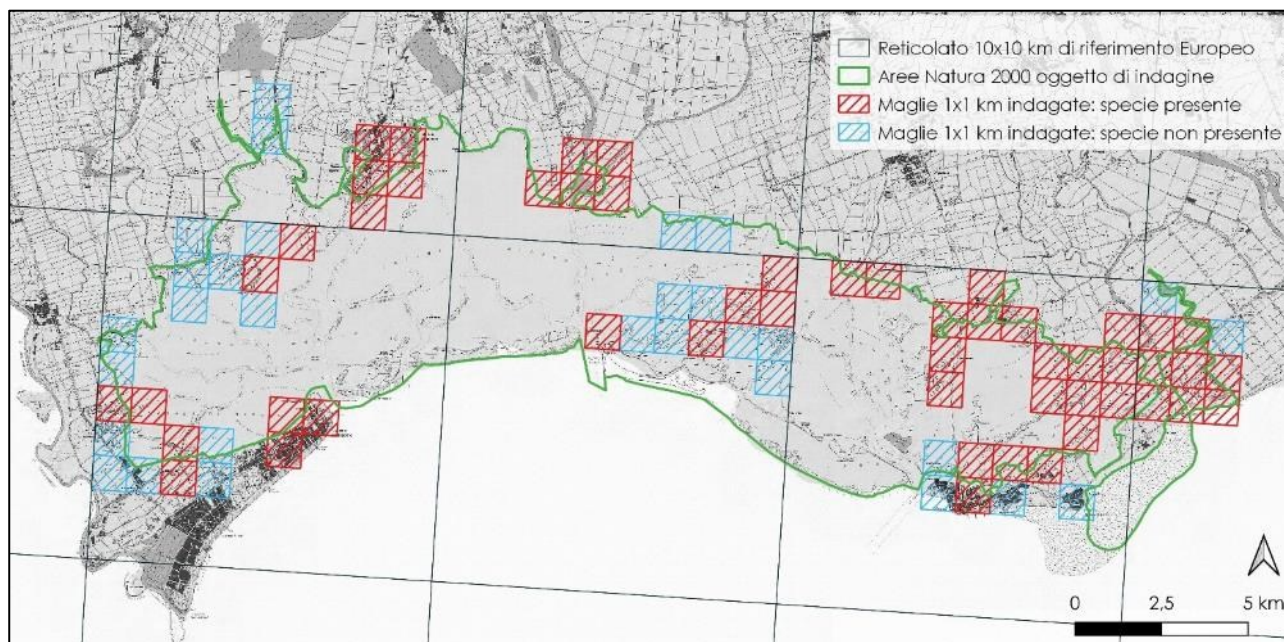 Reticolato 10x10 km di riferimento Europeo
Aree Natura 2000 oggetto di indagine
Maglie 1x1 km indagate: specie presente
Maglie 1x1 km indagate: specie non presente
0 2,5 5 km